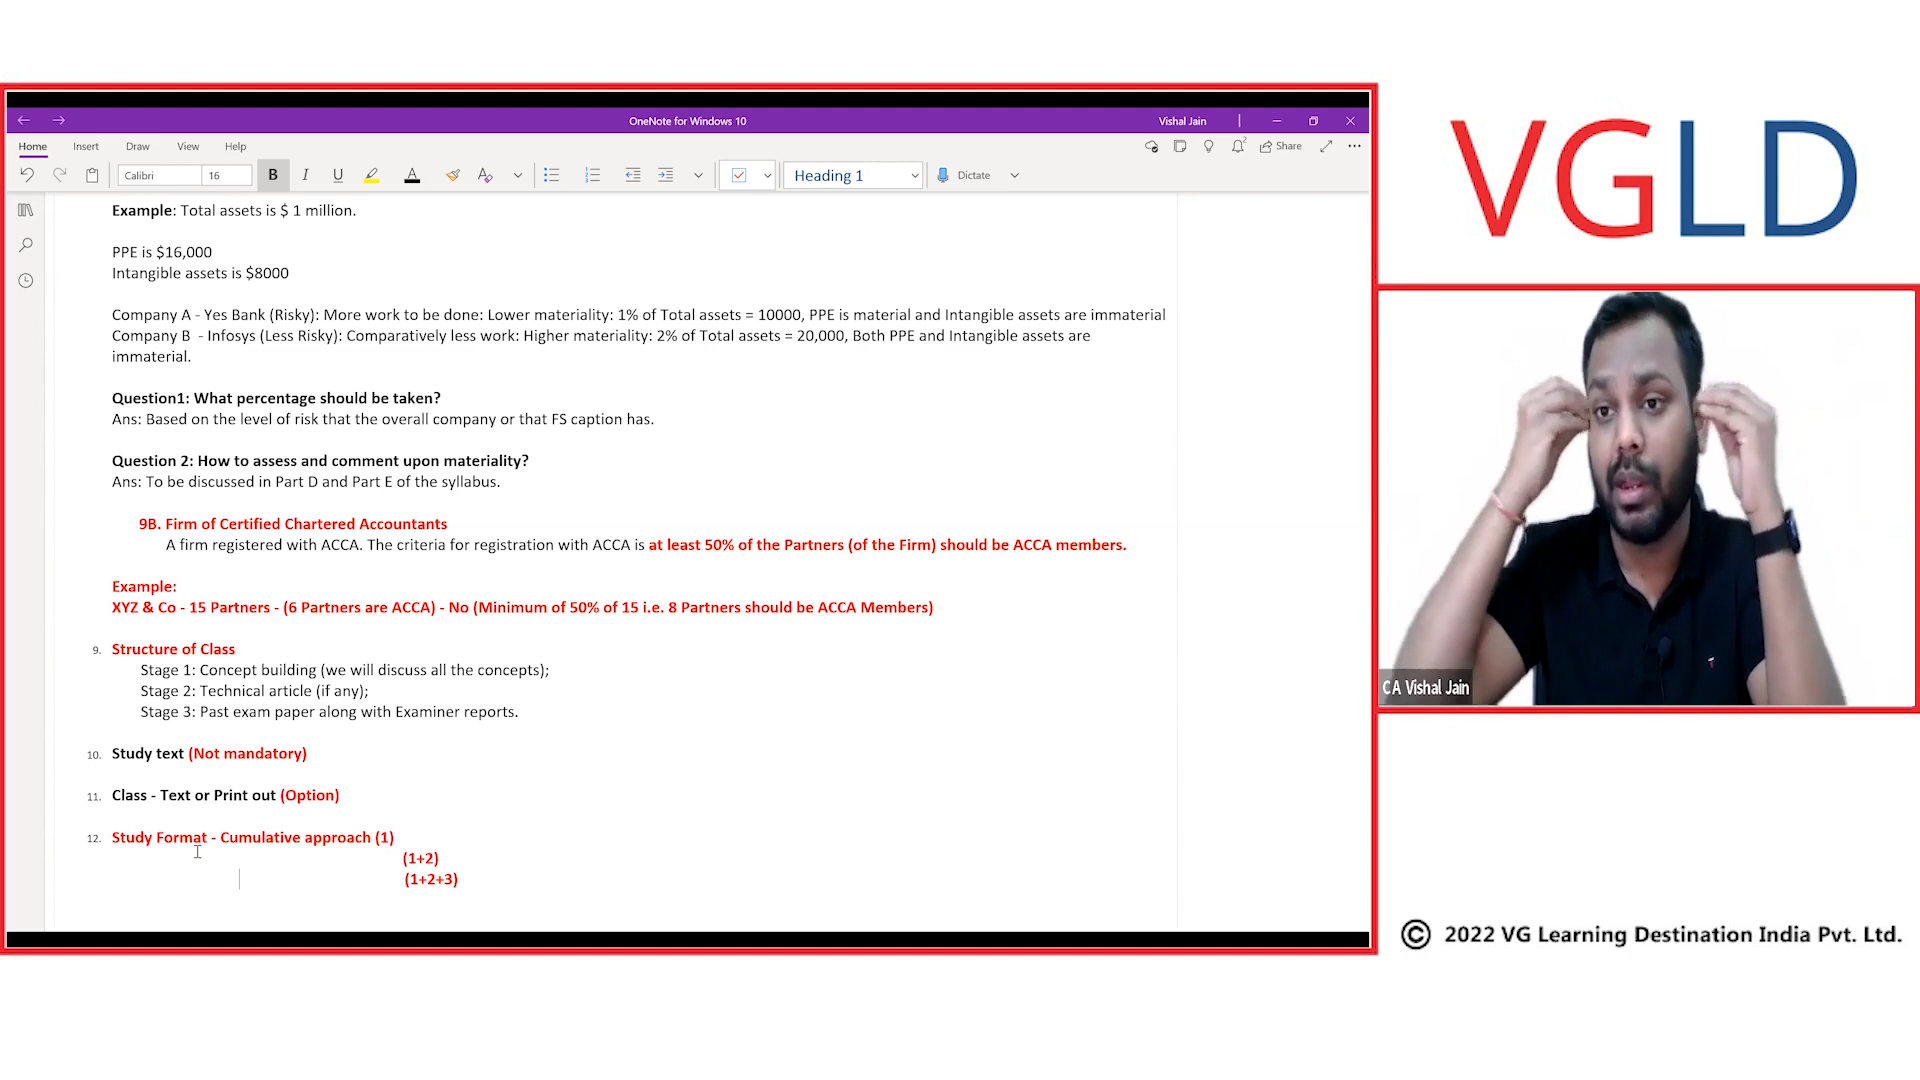 OneNote for Windows 10
Vishal Jain
Home Insert Draw View Help
Share
Calibri 16 B I U A Heading 1 Dictate
Example: Total assets is $ 1 million.
PPE is $16,000
Intangible assets is $8000
Company A - Yes Bank (Risky): More work to be done: Lower materiality: 1% of Total assets = 10000, PPE is material and Intangible assets are immaterial
Company B - Infosys (Less Risky): Comparatively less work: Higher materiality: 2% of Total assets = 20,000, Both PPE and Intangible assets are
immaterial.
Question1: What percentage should be taken?
Ans: Based on the level of risk that the overall company or that FS caption has.
Question 2: How to assess and comment upon materiality?
Ans: To be discussed in Part D and Part E of the syllabus.
9B. Firm of Certified Chartered Accountants
A firm registered with ACCA. The criteria for registration with ACCA is at least 50% of the Partners (of the Firm) should be ACCA members.
Example:
XYZ & Co - 15 Partners - (6 Partners are ACCA) - No (Minimum of 50% of 15 i.e. 8 Partners should be ACCA Members)
9. Structure of Class
Stage 1: Concept building (we will discuss all the concepts);
Stage 2: Technical article (if any);
Stage 3: Past exam paper along with Examiner reports.
10. Study text (Not mandatory)
11. Class - Text or Print out (Option)
12. Study Format - Cumulative approach (1)
(1+2)
(1+2+3)
VGLD
CA Vishal Jain
© 2022 VG Learning Destination India Pvt. Ltd.